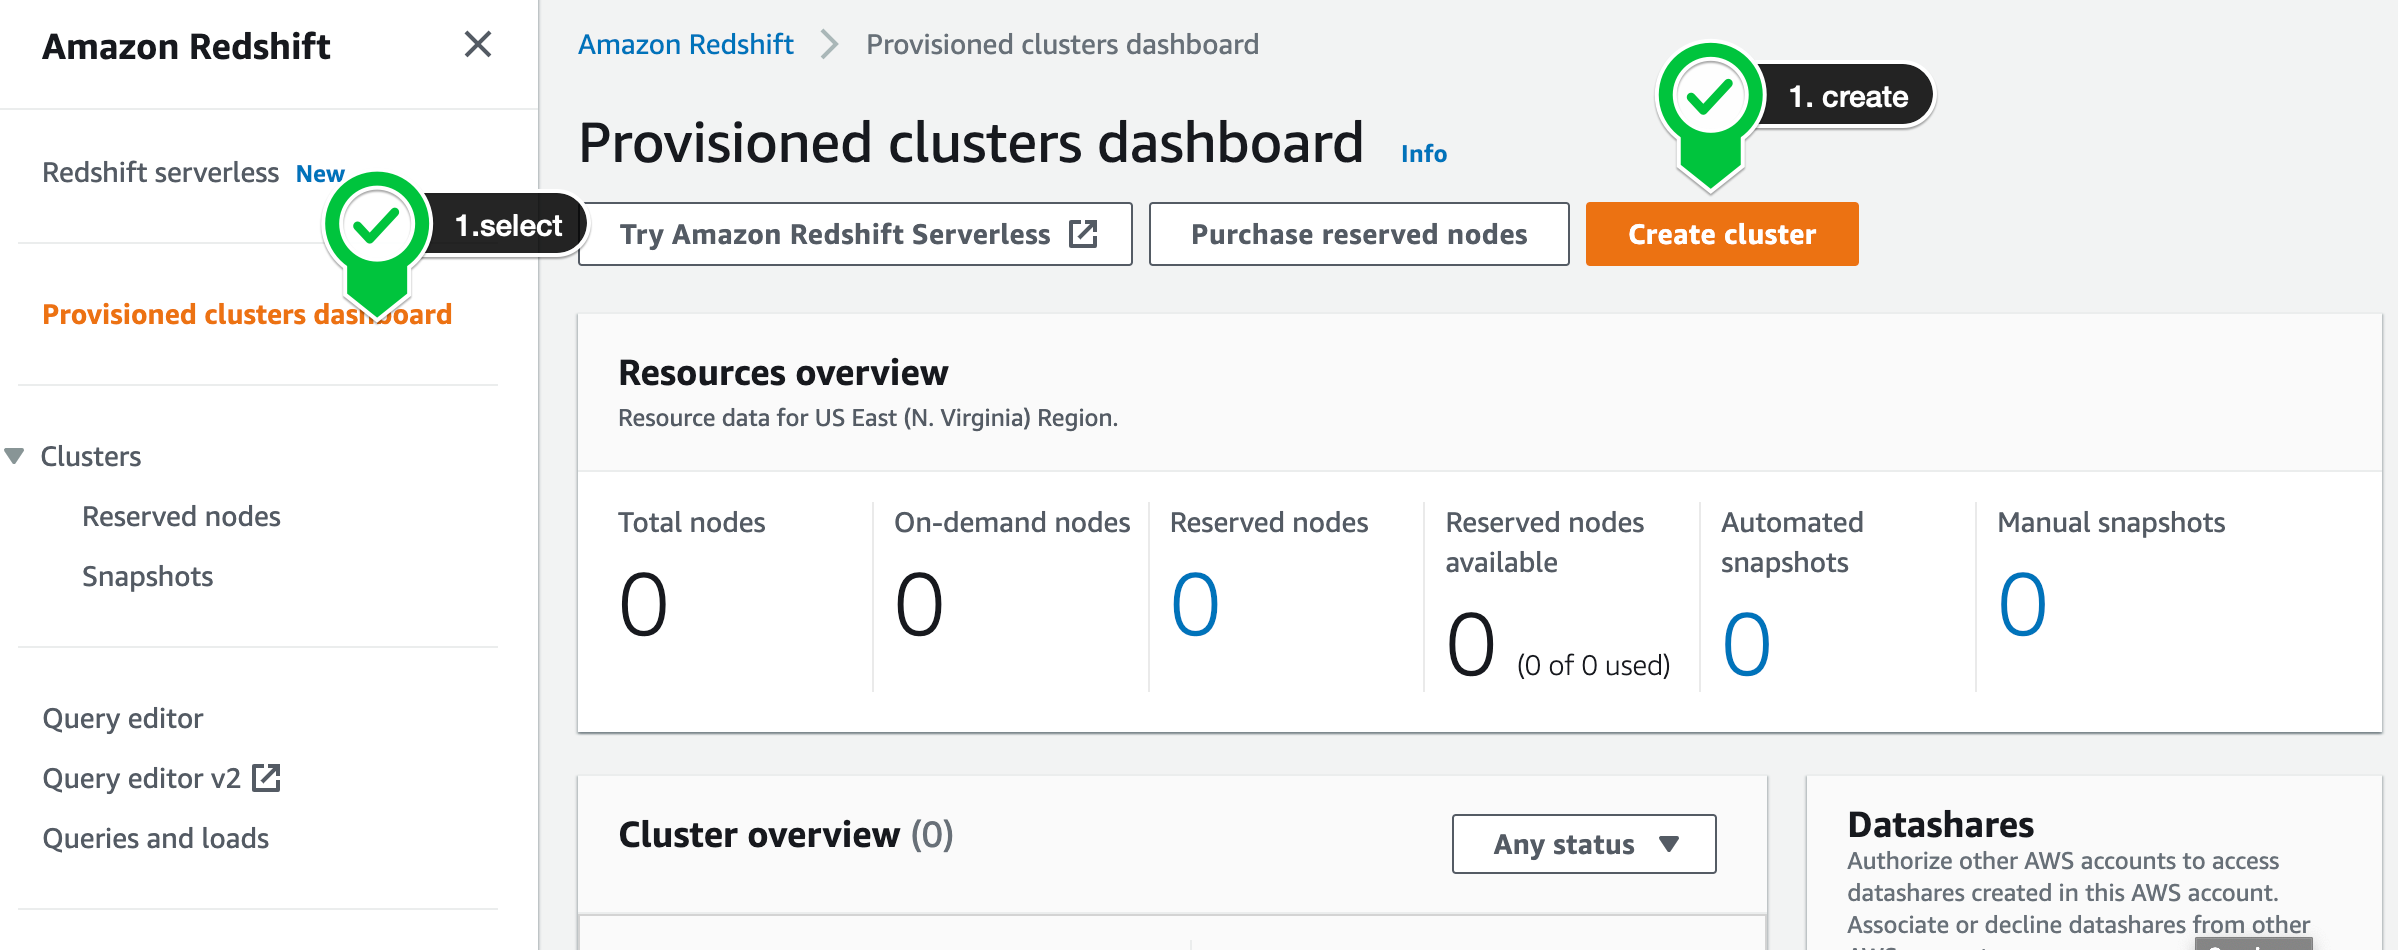 Amazon Redshift
Redshift serverless New
1.select
Provisioned clusters dashboard
Clusters
Reserved nodes
Snapshots
Query editor
Query editor v2
Queries and loads
Amazon Redshift
Provisioned clusters dashboard
1. create
Provisioned clusters dashboard Info
Try Amazon Redshift Serverless
Purchase reserved nodes
Create cluster
Resources overview
Resource data for US East (N. Virginia) Region.
Total nodes
0
On-demand nodes
0
Reserved nodes
0
Reserved nodes
available
0 (0 of 0 used)
Automated
snapshots
0
Manual snapshots
0
Cluster overview (0)
Any status
Datashares
Authorize other AWS accounts to access
datashares created in this AWS account.
Associate or decline datashares from other